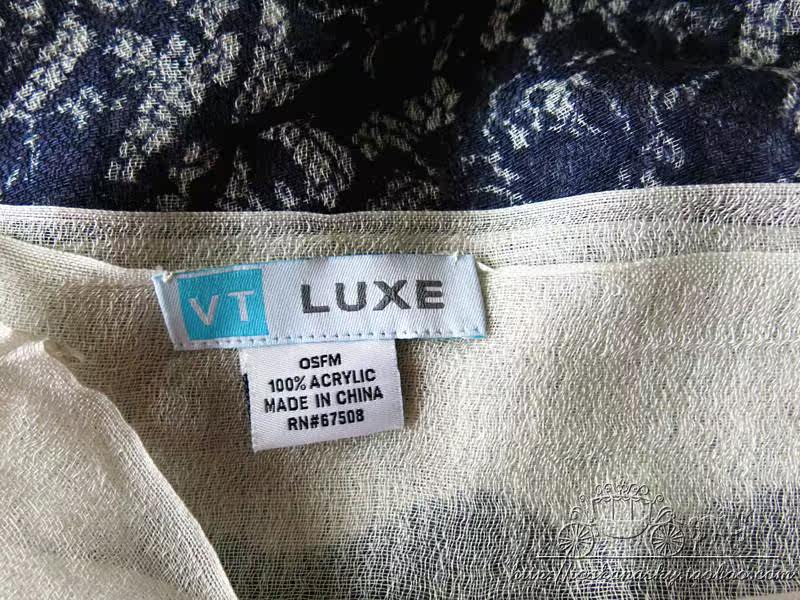 VT LUXE
OSFM
100% ACRYLIC
MADE IN CHINA
RN#67508